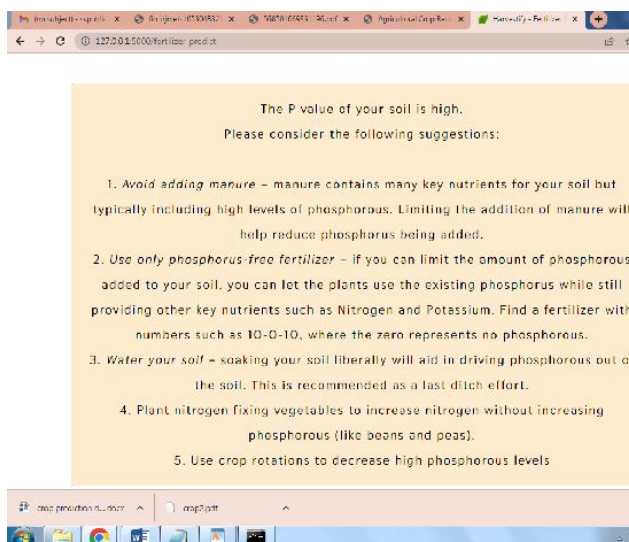 127.0.0.1:5000/fertilizer-predict
The P value of your soil is high.
Please consider the following suggestions:
1. Avoid adding manure – manure contains many key nutrients for your soil but
typically including high levels of phosphorous. Limiting the addition of manure will
help reduce phosphorus being added.
2. Use only phosphorus-free fertilizer – if you can limit the amount of phosphorous
added to your soil, you can let the plants use the existing phosphorus while still
providing other key nutrients such as Nitrogen and Potassium. Find a fertilizer with
numbers such as 10-0-10, where the zero represents no phosphorous.
3. Water your soil – soaking your soil liberally will aid in driving phosphorous out o
the soil. This is recommended as a last ditch effort.
4. Plant nitrogen fixing vegetables to increase nitrogen without increasing
phosphorous (like beans and peas).
5. Use crop rotations to decrease high phosphorous levels
crop prediction d....docx
crop2.pdf